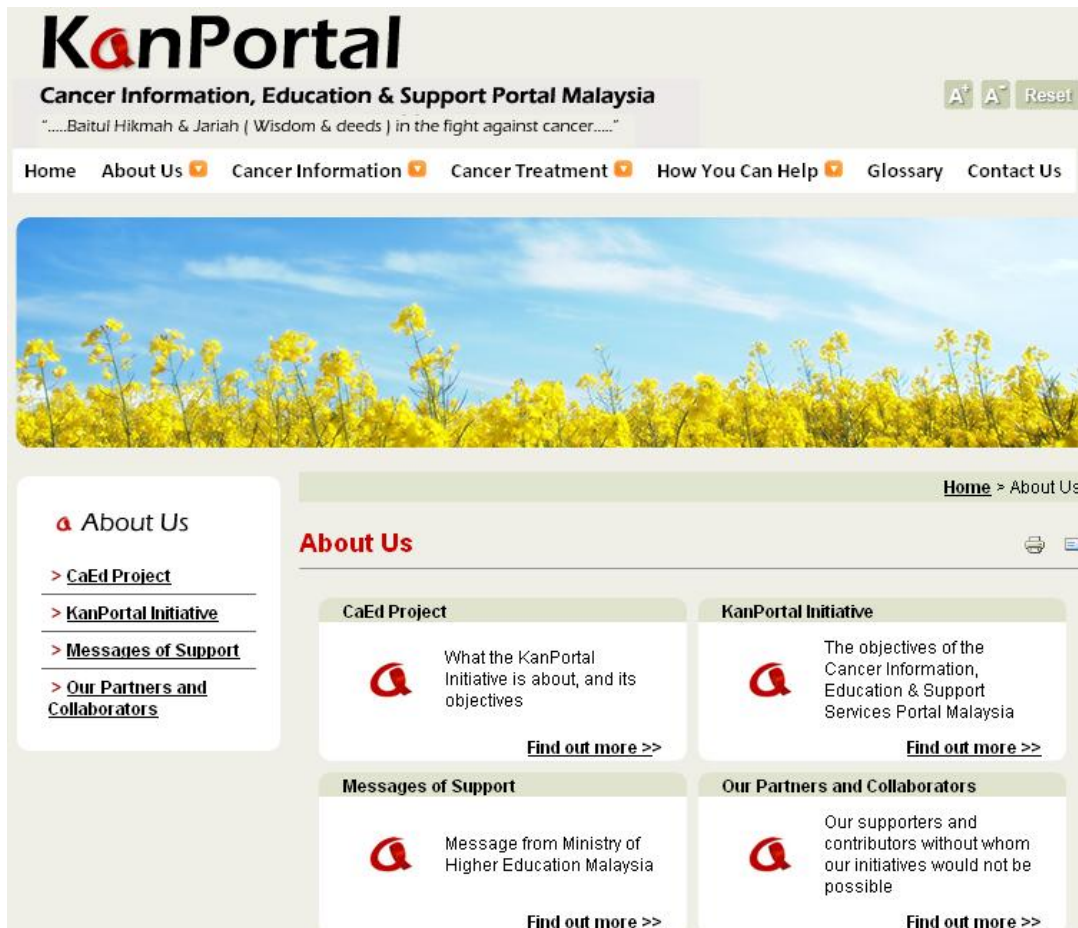 KanPortal
Cancer Information, Education & Support Portal Malaysia
".....Baitul Hikmah & Jariah ( Wisdom & deeds ) in the fight against cancer....."
A+ A- Reset
Home About Us Cancer Information Cancer Treatment How You Can Help Glossary Contact Us
Home > About Us
About Us
> CaEd Project
> KanPortal Initiative
> Messages of Support
> Our Partners and
Collaborators
About Us
CaEd Project
What the KanPortal
Initiative is about, and its
objectives
Find out more >>
KanPortal Initiative
The objectives of the
Cancer Information,
Education & Support
Services Portal Malaysia
Find out more >>
Messages of Support
Message from Ministry of
Higher Education Malaysia
Find out more >>
Our Partners and Collaborators
Our supporters and
contributors without whom
our initiatives would not be
possible
Find out more >>